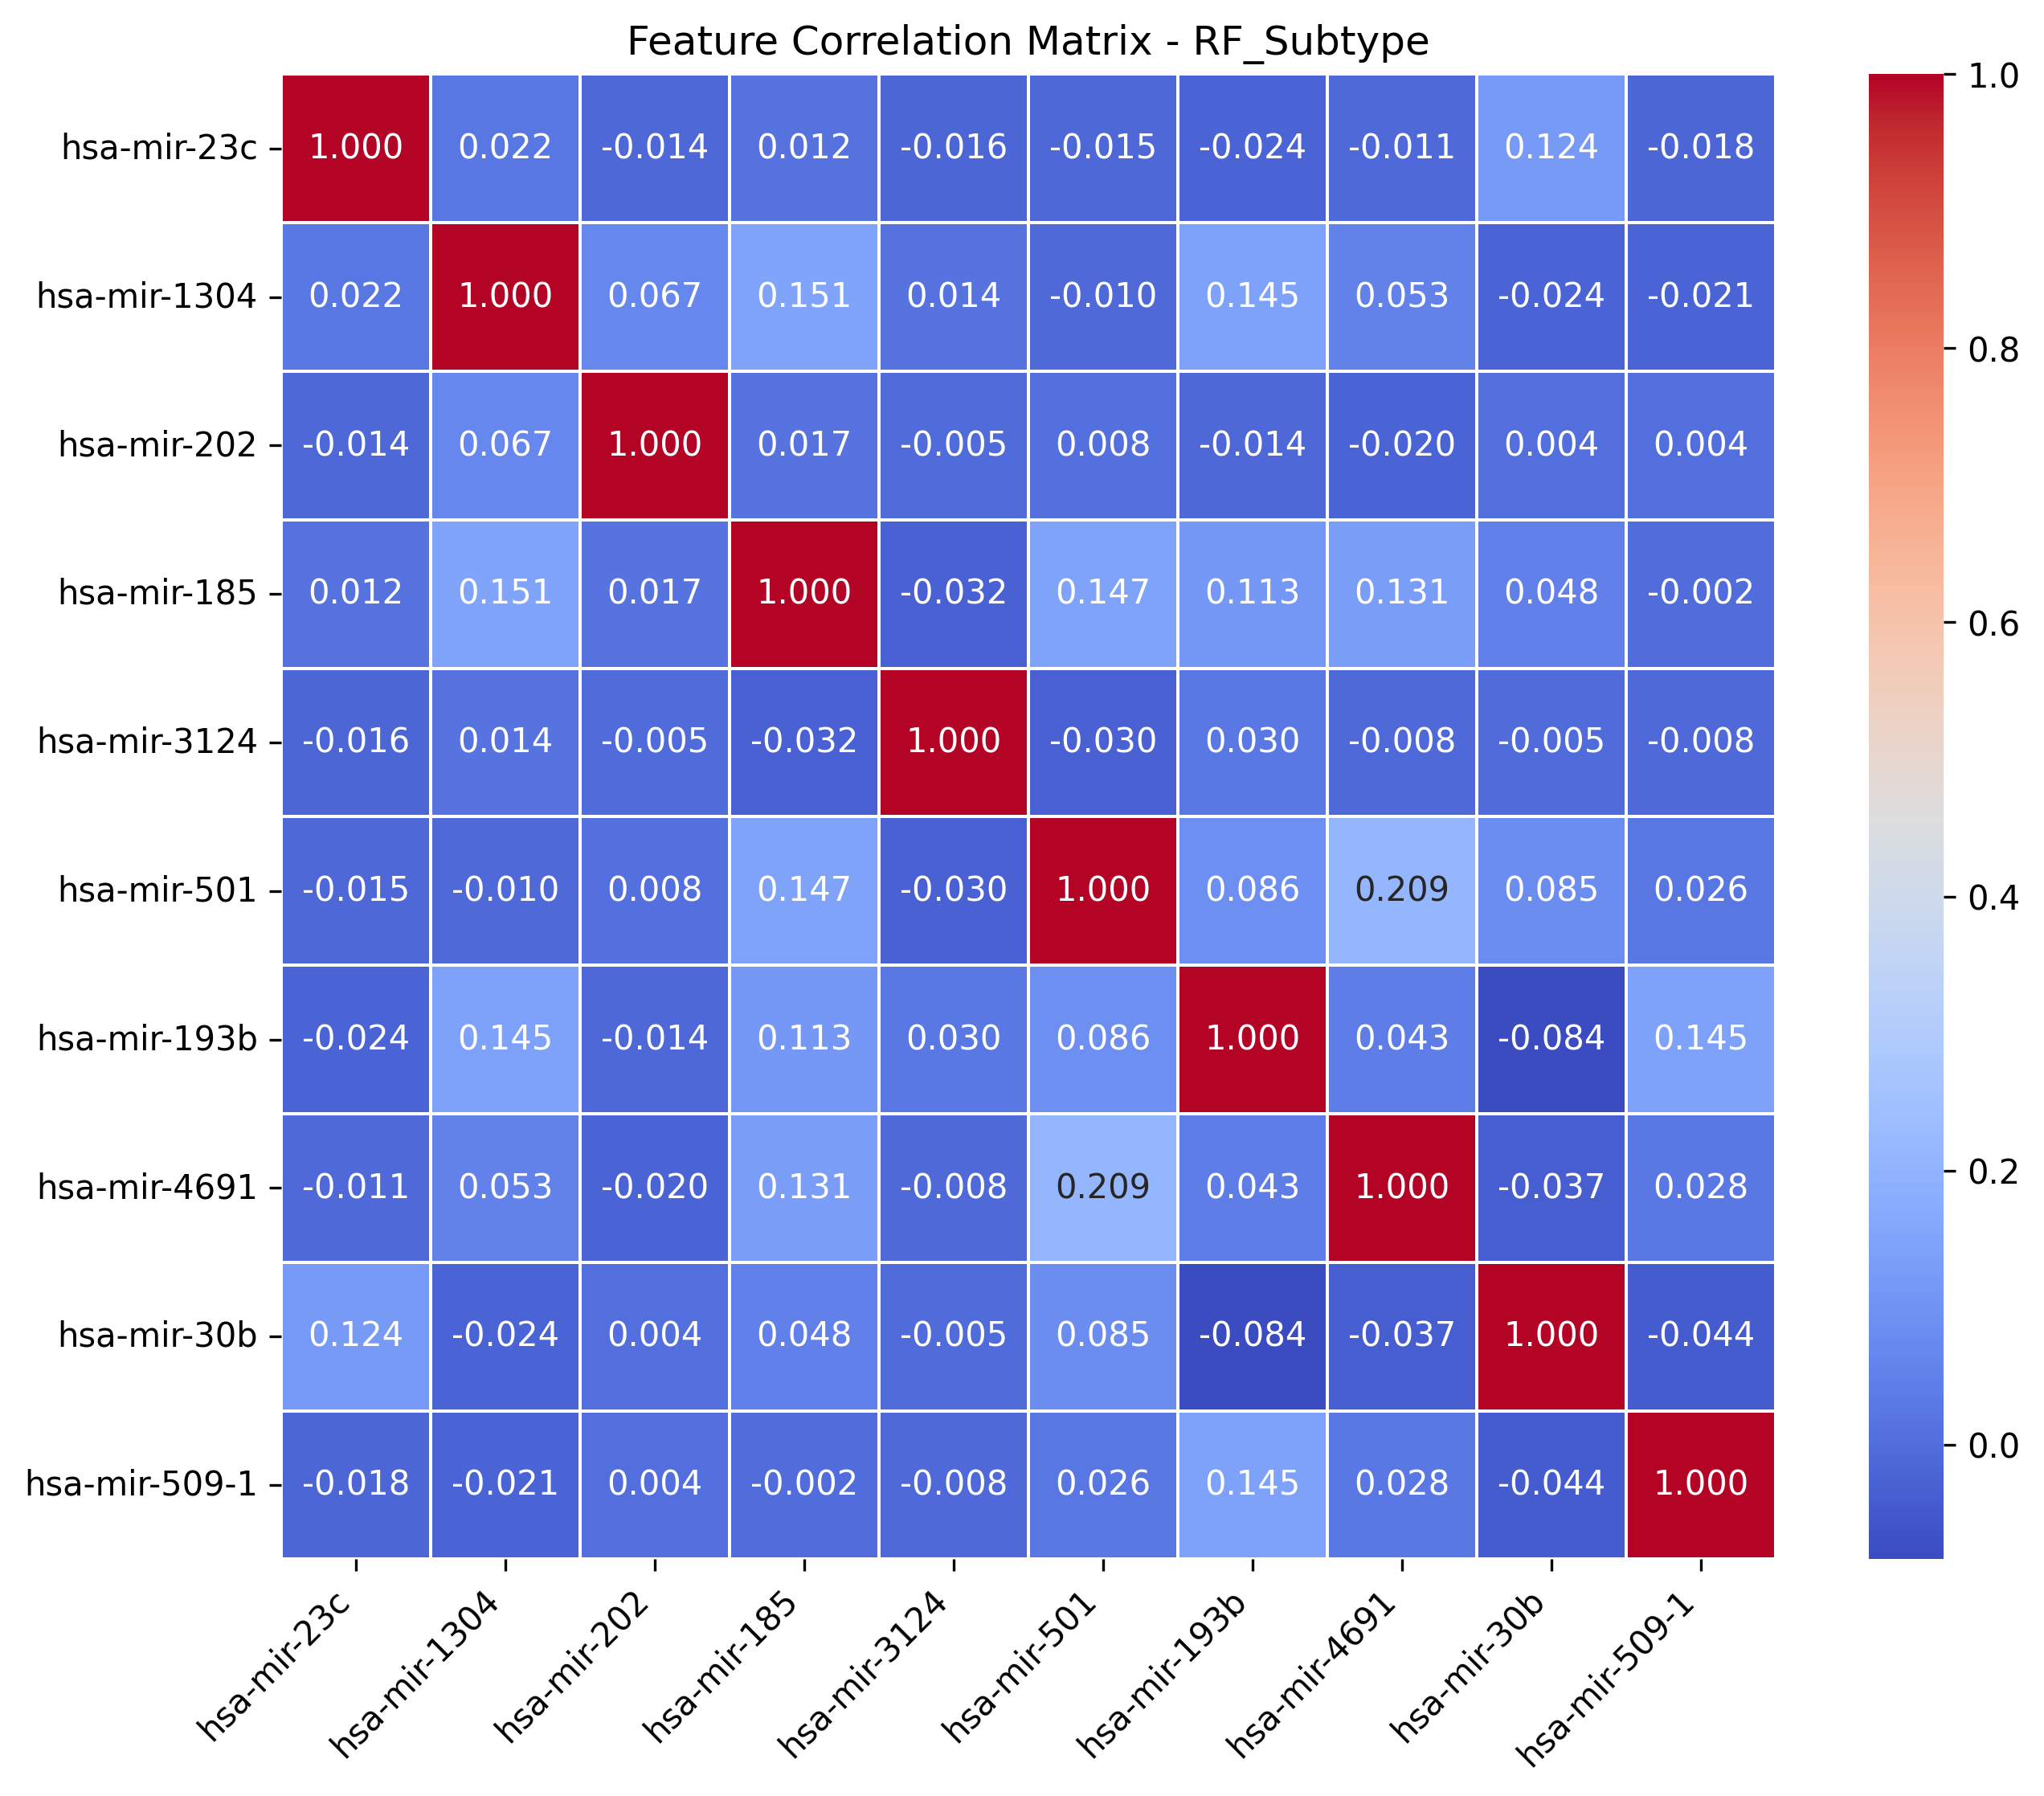 Feature Correlation Matrix - RF_Subtype
hsa-mir-23c 1.000 0.022 -0.014 0.012 -0.016 -0.015 -0.024 -0.011 0.124 -0.018
hsa-mir-1304 0.022 1.000 0.067 0.151 0.014 -0.010 0.145 0.053 -0.024 -0.021
hsa-mir-202 -0.014 0.067 1.000 0.017 -0.005 0.008 -0.014 -0.020 0.004 0.004
hsa-mir-185 0.012 0.151 0.017 1.000 -0.032 0.147 0.113 0.131 0.048 -0.002
hsa-mir-3124 -0.016 0.014 -0.005 -0.032 1.000 -0.030 0.030 -0.008 -0.005 -0.008
hsa-mir-501 -0.015 -0.010 0.008 0.147 -0.030 1.000 0.086 0.209 0.085 0.026
hsa-mir-193b -0.024 0.145 -0.014 0.113 0.030 0.086 1.000 0.043 -0.084 0.145
hsa-mir-4691 -0.011 0.053 -0.020 0.131 -0.008 0.209 0.043 1.000 -0.037 0.028
hsa-mir-30b 0.124 -0.024 0.004 0.048 -0.005 0.085 -0.084 -0.037 1.000 -0.044
hsa-mir-509-1 -0.018 -0.021 0.004 -0.002 -0.008 0.026 0.145 0.028 -0.044 1.000
hsa-mir-23c hsa-mir-1304 hsa-mir-202 hsa-mir-185 hsa-mir-3124 hsa-mir-501 hsa-mir-193b hsa-mir-4691 hsa-mir-30b hsa-mir-509-1
1.0
0.8
0.6
0.4
0.2
0.0